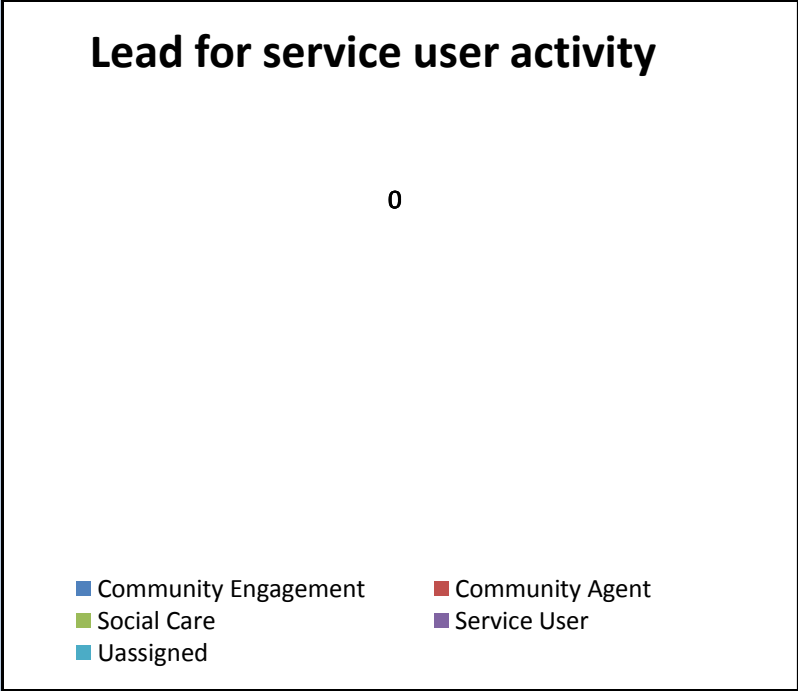 Lead for service user activity
0
Community Engagement Community Agent
Social Care Service User
Uassigned